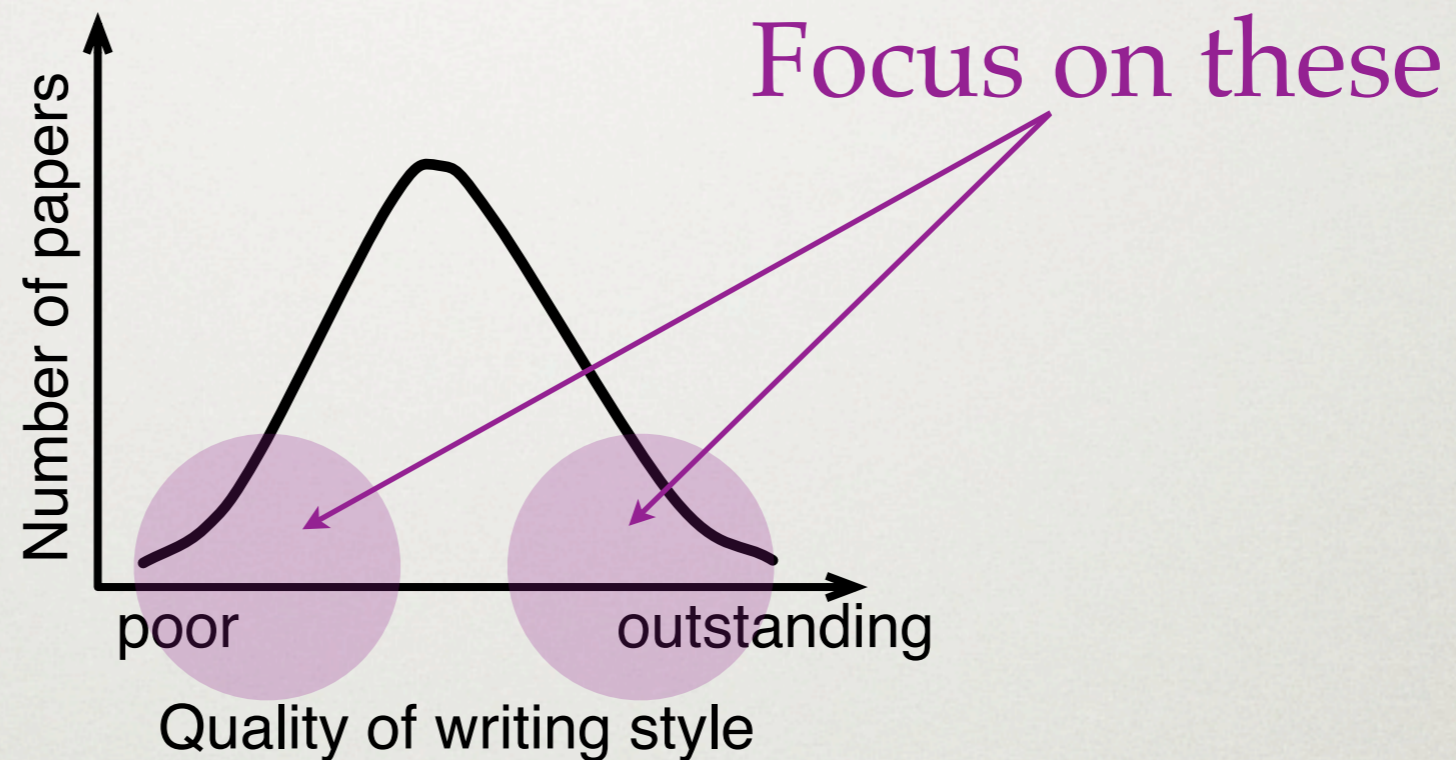 Focus on these
Number of papers
poor
outstanding
Quality of writing style